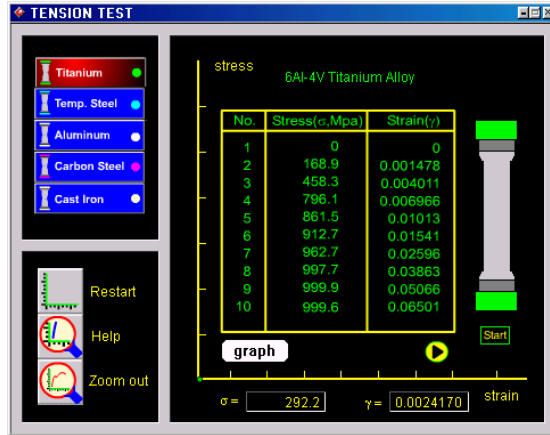 TENSION TEST
Titanium
Temp. Steel
Aluminum
Carbon Steel
Cast Iron
Restart
Help
Zoom out
stress
6Al-4V Titanium Alloy
No. Stress(σ,Mpa) Strain(γ)
1 0 0
2 168.9 0.001478
3 458.3 0.004011
4 796.1 0.006966
5 861.5 0.01013
6 912.7 0.01541
7 962.7 0.02596
8 997.7 0.03863
9 999.9 0.05066
10 999.6 0.06501
Start
graph
σ = 292.2 γ = 0.0024170 strain